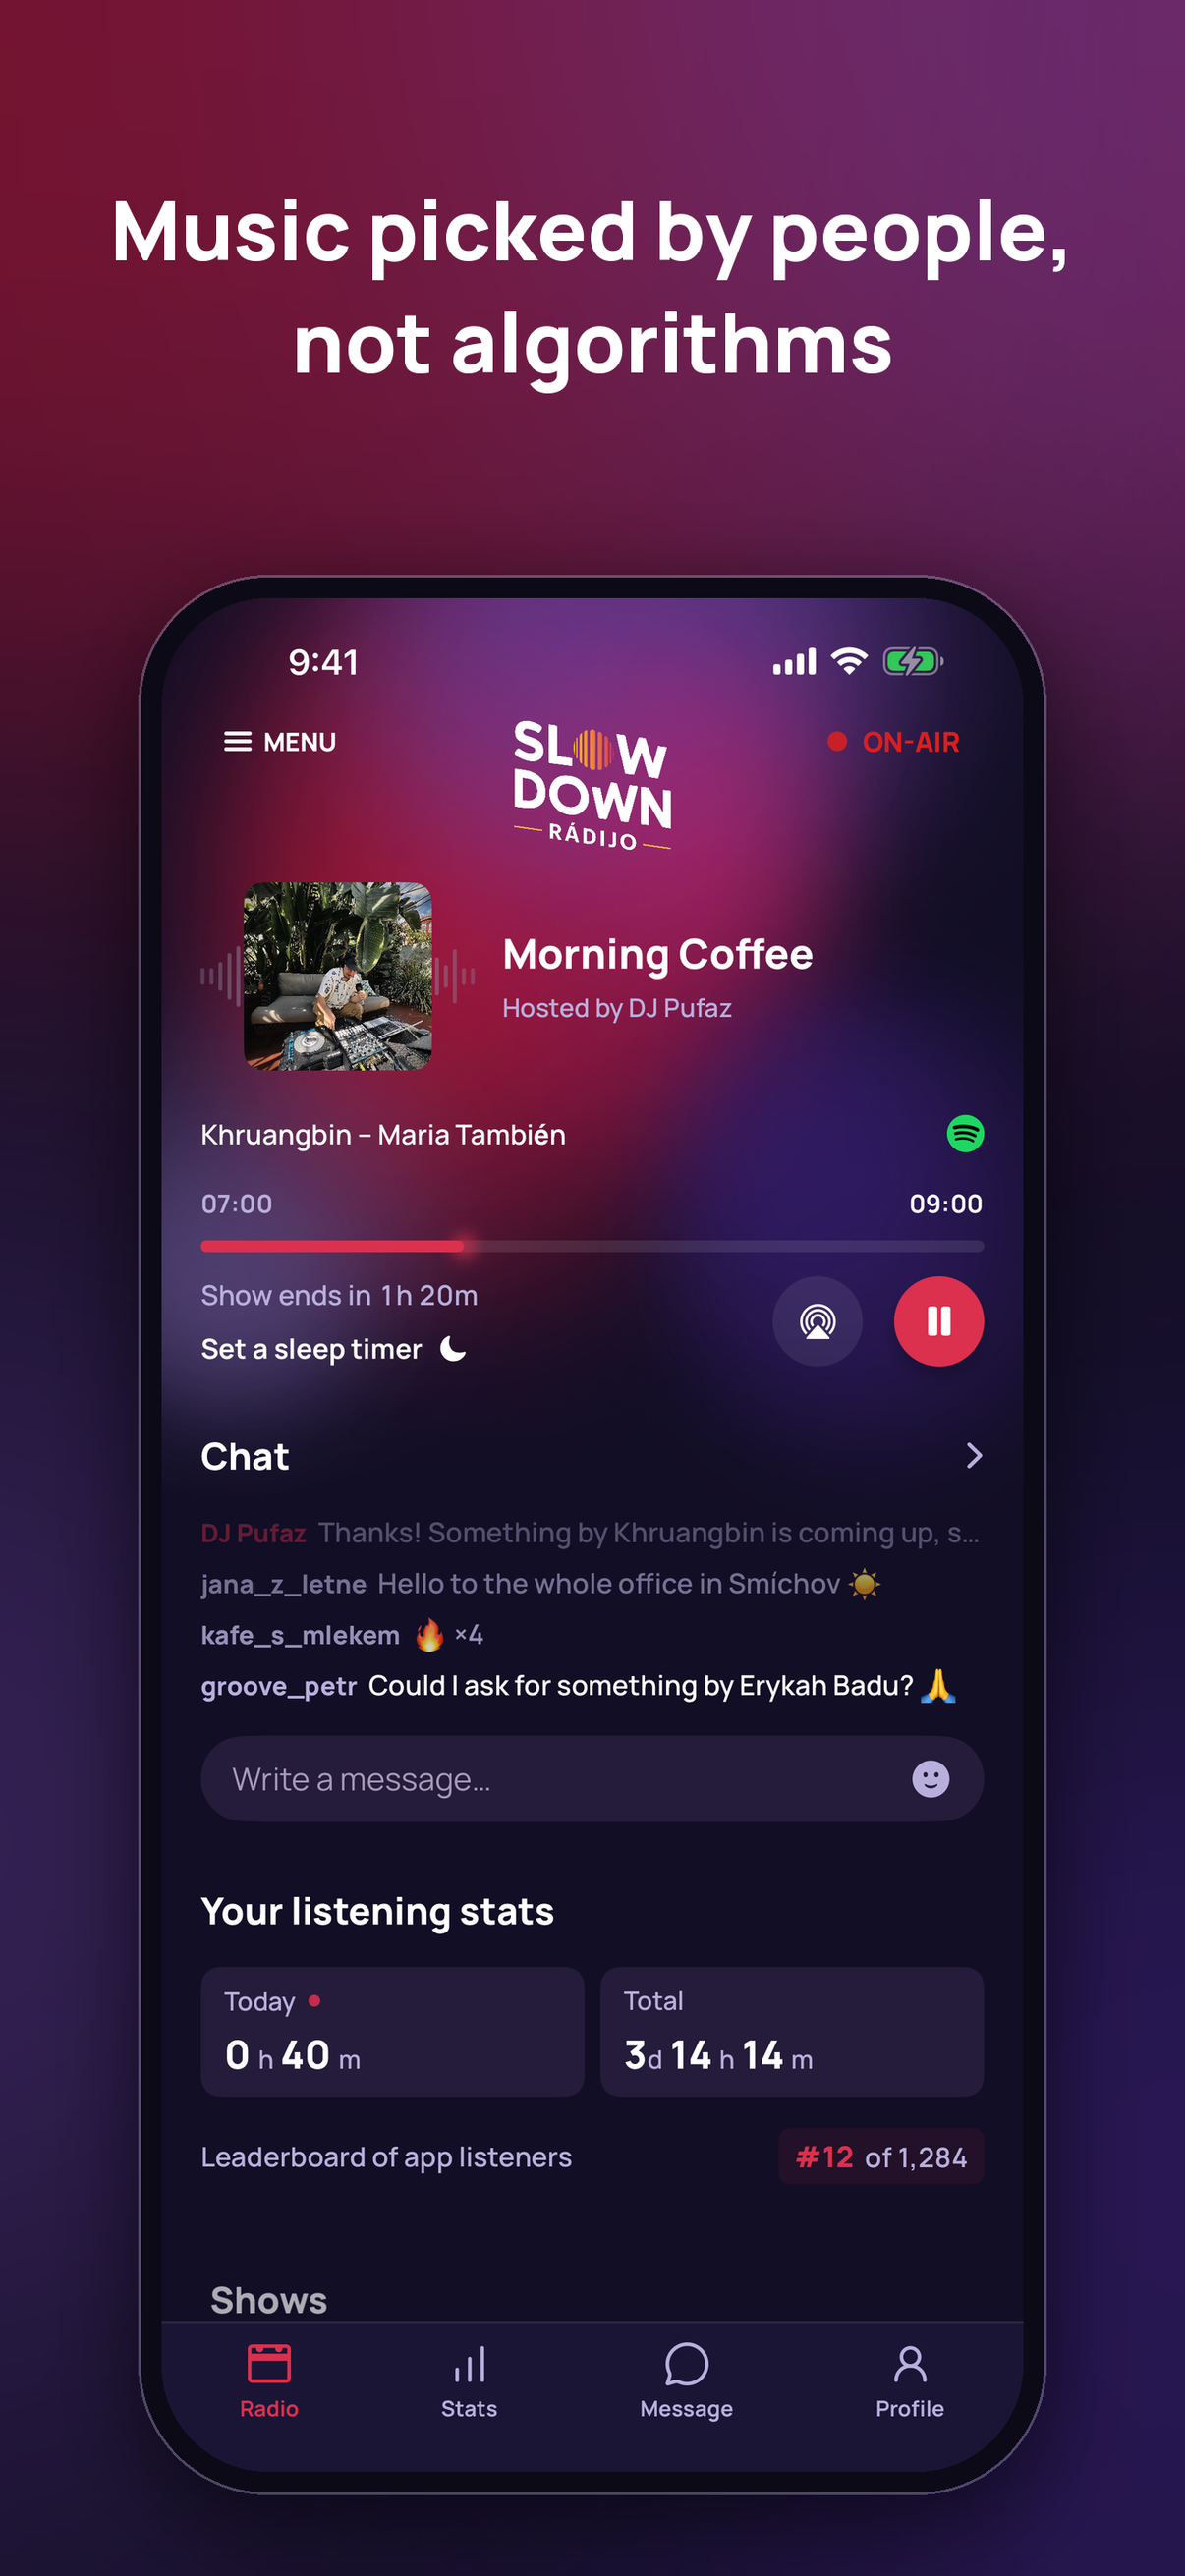 Music picked by people,
not algorithms
9:41
MENU
SLOW
DOWN
RÁDIJO
ON-AIR
Morning Coffee
Hosted by DJ Pufaz
Khruangbin – Maria También
07:00
09:00
Show ends in 1h 20m
Set a sleep timer
Chat
DJ Pufaz Thanks! Something by Khruangbin is coming up, s…
jana_z_letne Hello to the whole office in Smíchov ☀️
kafe_s_mlekem 🔥 ×4
groove_petr Could I ask for something by Erykah Badu? 🙏
Write a message…
Your listening stats
Today
0 h 40 m
Total
3d 14 h 14 m
Leaderboard of app listeners
#12 of 1,284
Shows
Radio
Stats
Message
Profile